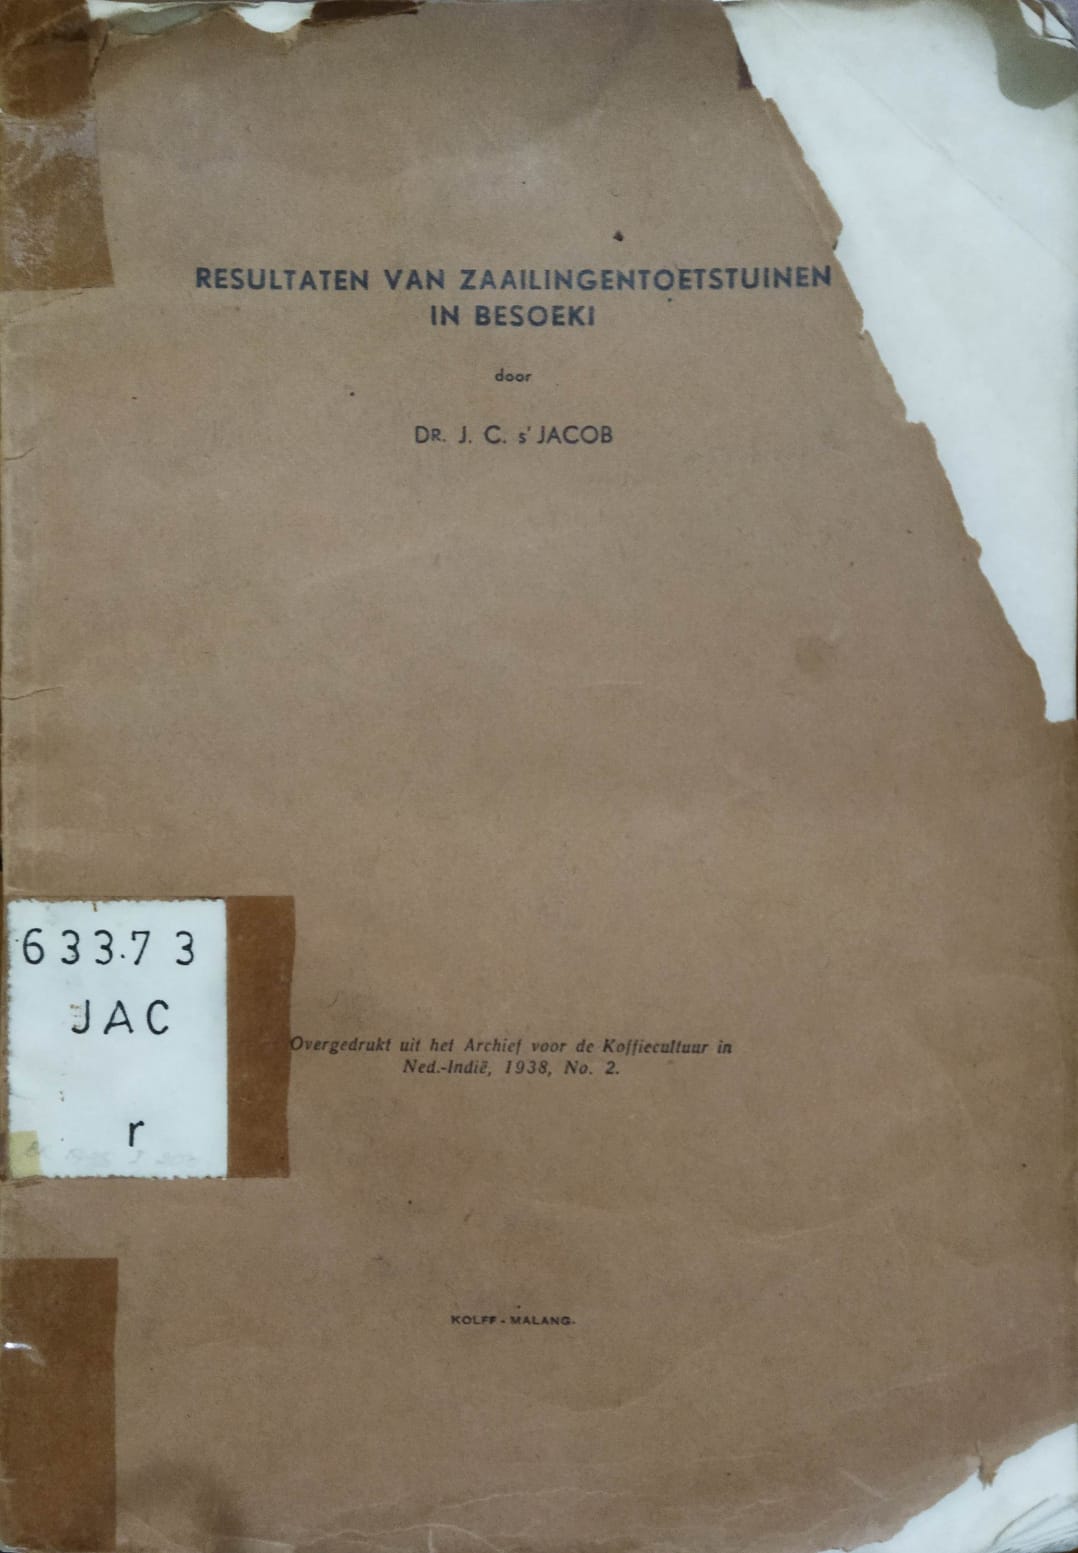 RESULTATEN VAN ZAAILINGENTOETSTUINEN
IN BESOEKI
door
DR. J. C. s' JACOB
633.73
JAC
r
Overgedrukt uit het Archief voor de Koffiecultuur in
Ned.-Indië, 1938, No. 2.
KOLFF - MALANG.